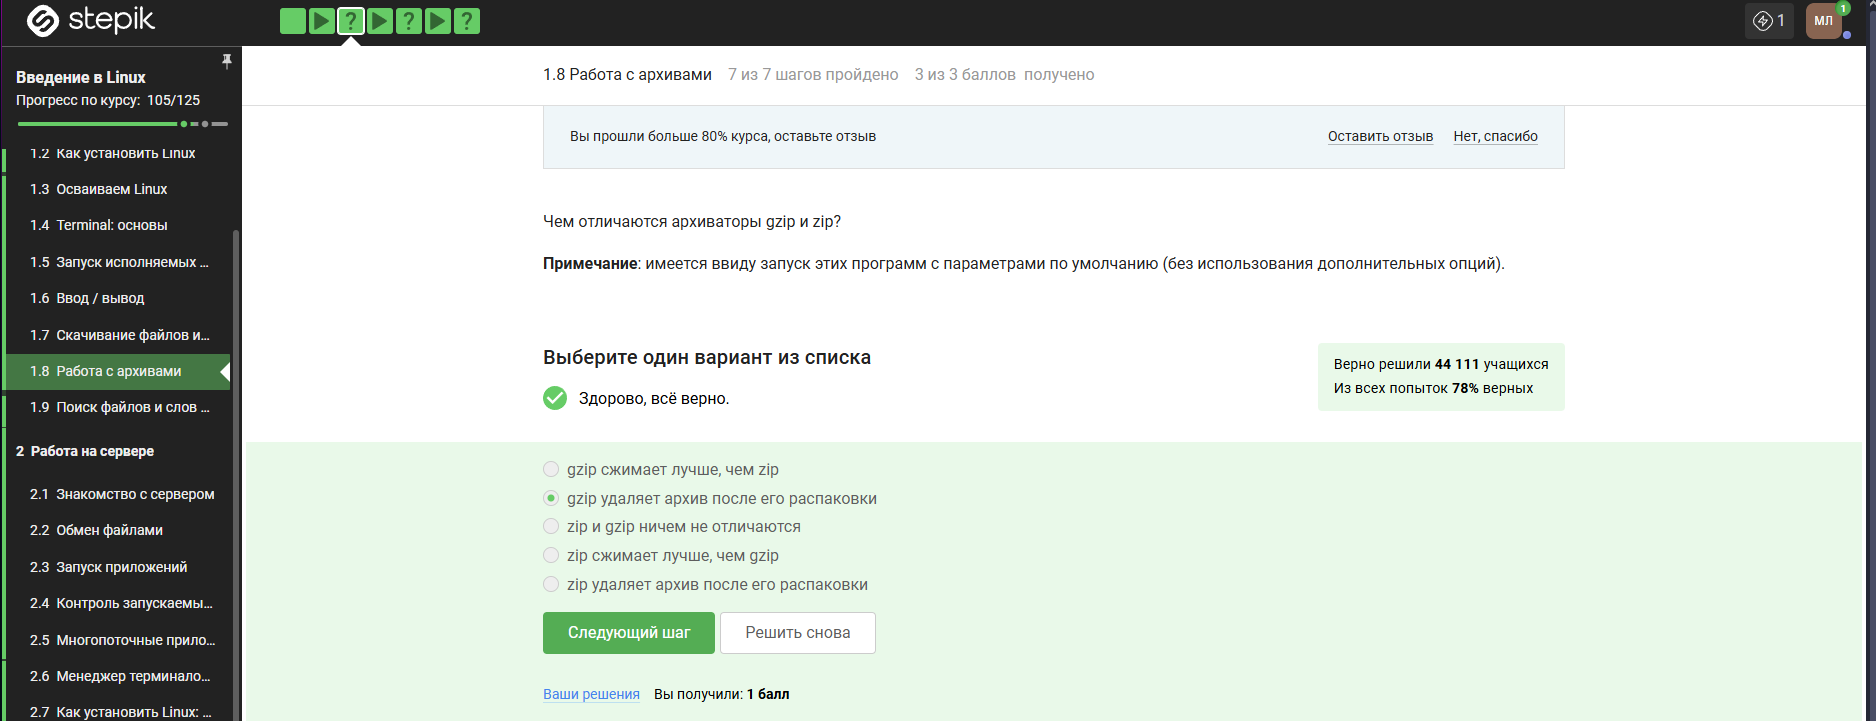 stepik
? ? ?
1
МЛ
1
Введение в Linux
Прогресс по курсу: 105/125
1.2 Как установить Linux
1.3 Осваиваем Linux
1.4 Terminal: основы
1.5 Запуск исполняемых ...
1.6 Ввод / вывод
1.7 Скачивание файлов и...
1.8 Работа с архивами
1.9 Поиск файлов и слов ...
2 Работа на сервере
2.1 Знакомство с сервером
2.2 Обмен файлами
2.3 Запуск приложений
2.4 Контроль запускаемы...
2.5 Многопоточные прило...
2.6 Менеджер терминало...
2.7 Как установить Linux: ...
1.8 Работа с архивами 7 из 7 шагов пройдено 3 из 3 баллов получено
Вы прошли больше 80% курса, оставьте отзыв Оставить отзыв Нет, спасибо
Чем отличаются архиваторы gzip и zip?
Примечание: имеется ввиду запуск этих программ с параметрами по умолчанию (без использования дополнительных опций).
Выберите один вариант из списка
Здорово, всё верно.
Верно решили 44 111 учащихся
Из всех попыток 78% верных
gzip сжимает лучше, чем zip
gzip удаляет архив после его распаковки
zip и gzip ничем не отличаются
zip сжимает лучше, чем gzip
zip удаляет архив после его распаковки
Следующий шаг Решить снова
Ваши решения Вы получили: 1 балл